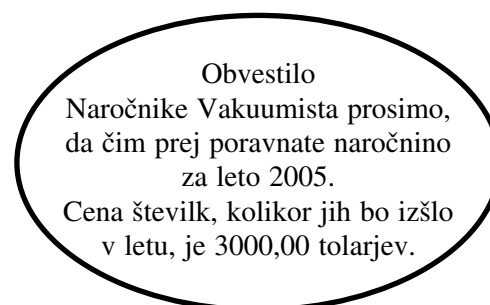 Obvestilo
Naročnike Vakuumista prosimo,
da čim prej poravnate naročnino
za leto 2005.
Cena številk, kolikor jih bo izšlo
v letu, je 3000,00 tolarjev.